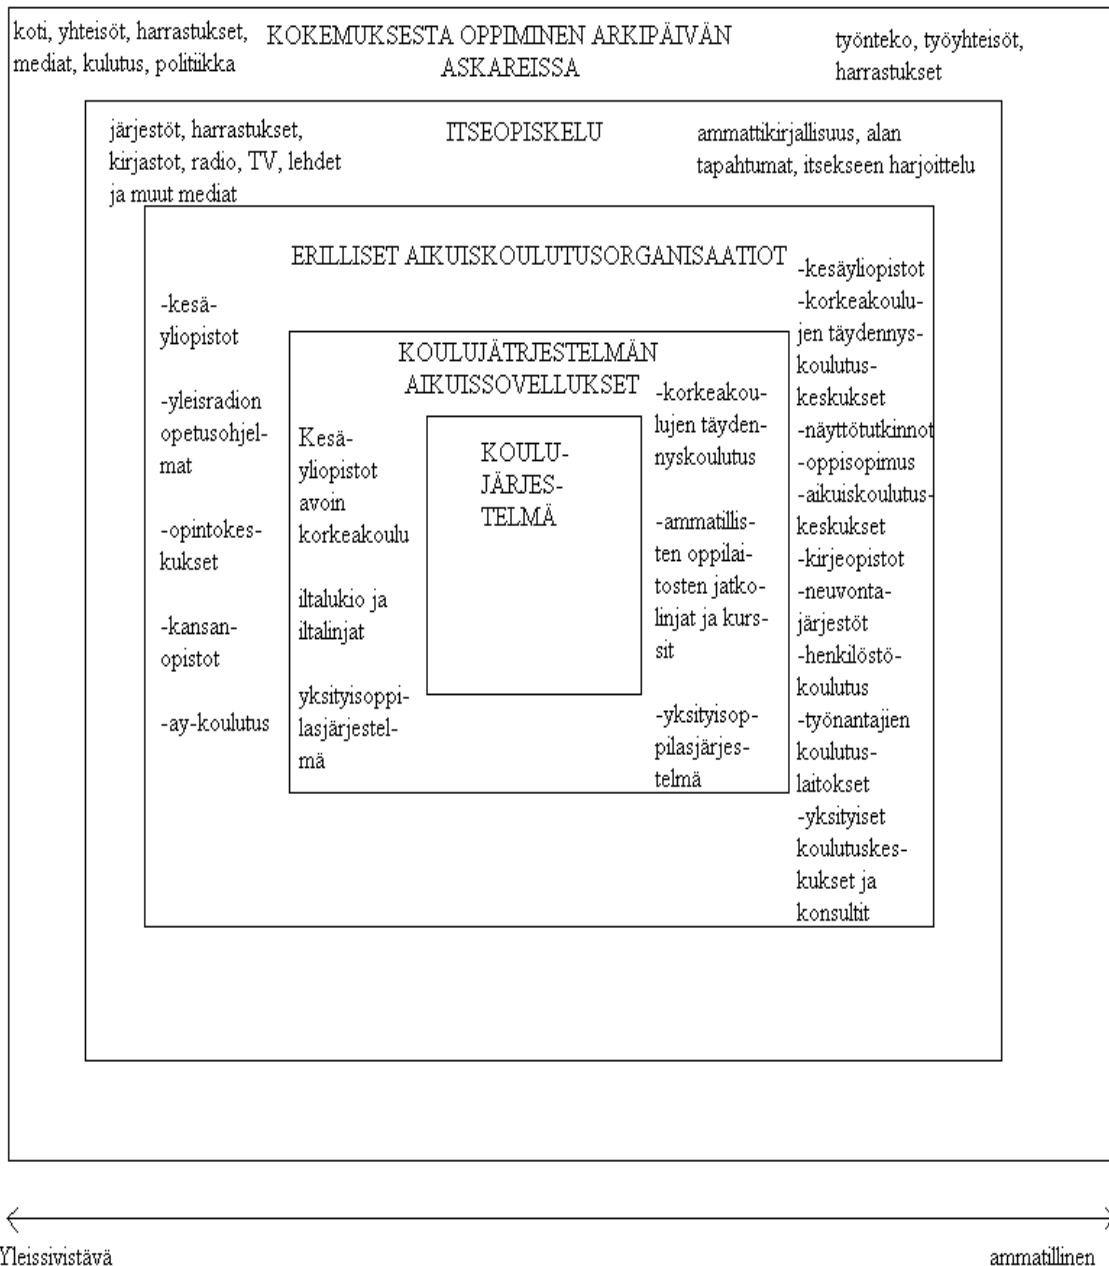 koti, yhteisöt, harrastukset,
mediat, kulutus, politiikka
KOKEMUKSESTA OPPIMINEN ARKIPÄIVÄN
ASKAREISSA
työnteko, työyhteisöt,
harrastukset
järjestöt, harrastukset,
kirjastot, radio, TV, lehdet
ja muut mediat
ITSEOPISKELU
ammattikirjallisuus, alan
tapahtumat, itsekseen harjoittelu
ERILLISET AIKUISKOULUTUSORGANISAATIOT
-kesä-
yliopistot
-yleisradion
opetusohjel-
mat
-opintokes-
kukset
-kansan-
opistot
-ay-koulutus
KOULUJÄTRJESTELMÄN
AIKUISSOVELLUKSET
Kesä-
yliopistot
avoin
korkeakoulu
iltalukio ja
iltalinjat
yksityisoppi-
lasjärjestel-
mä
KOULU-
JÄRJES-
TELMÄ
-korkeakou-
lujen täyden-
nyskoulutus
-ammatillis-
ten oppilai-
tosten jatko-
linjat ja kurs-
sit
-yksityisop-
pilasjärjes-
telmä
-kesäyliopistot
-korkeakoulu-
jen täydennys-
koulutus-
keskukset
-näyttötutkinnot
-oppisopimus
-aikuiskoulutus-
keskukset
-kirjeopistot
-neuvonta-
järjestöt
-henkilöstö-
koulutus
-työnantajien
koulutus-
laitokset
-yksityiset
koulutuskes-
kukset ja
konsultit
Yleissivistävä
ammatillinen